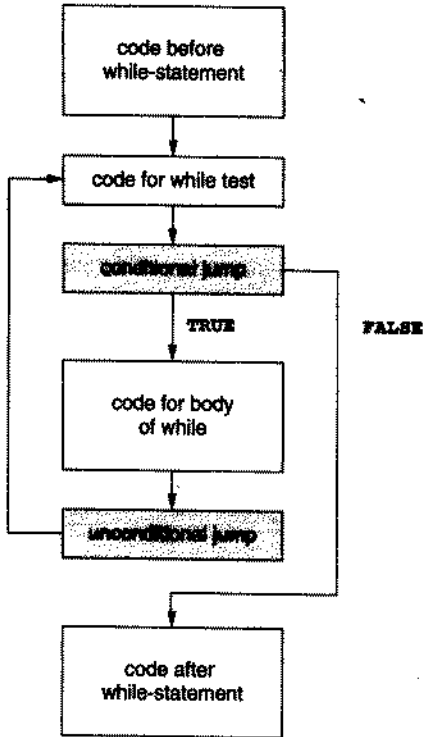 code before
while-statement
code for while test
conditional jump
TRUE
FALSE
code for body
of while
unconditional jump
code after
while-statement